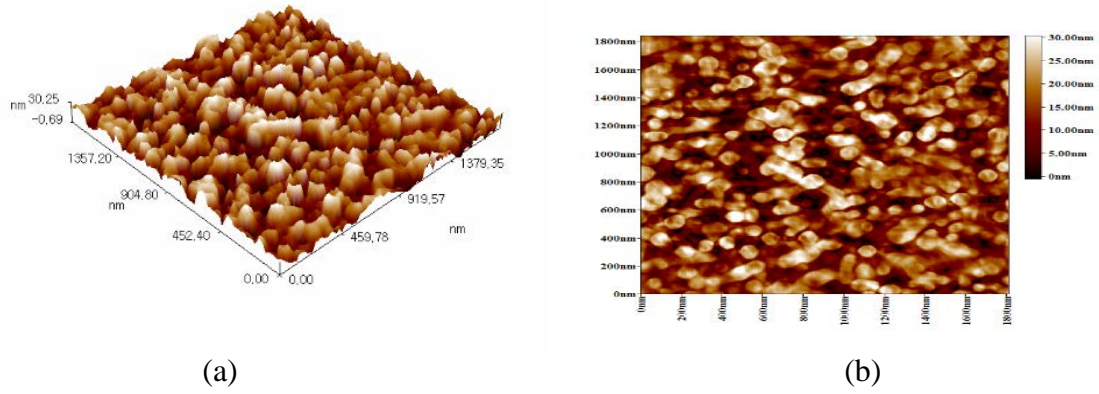 nm 30.25
-0.69
1357.20
904.80
nm
452.40
0.00
0.00
459.78
nm
919.57
1379.35
1800nm
1600nm
1400nm
1200nm
1000nm
800nm
600nm
400nm
200nm
0nm
0nm
200nm
400nm
600nm
800nm
1000nm
1200nm
1400nm
1600nm
1800nm
30.00nm
25.00nm
20.00nm
15.00nm
10.00nm
5.00nm
0nm
(a)
(b)